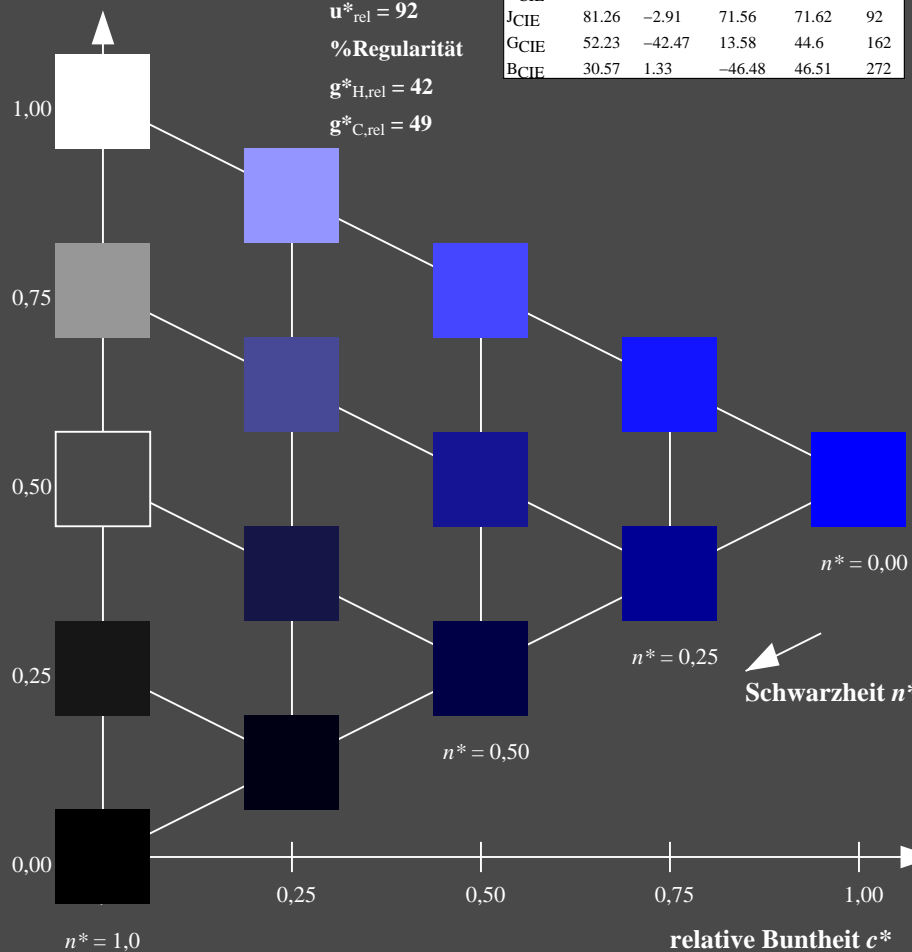 u*rel = 92
%Regularität
g*H,rel = 42
g*C,rel = 49
JCIE 81.26 −2.91 71.56 71.62 92
GCIE 52.23 −42.47 13.58 44.6 162
BCIE 30.57 1.33 −46.48 46.51 272
1,00
0,75
0,50
0,25
0,00
n* = 0,00
n* = 0,25
Schwarzheit n*
n* = 0,50
0,25 0,50 0,75 1,00
n* = 1,0
relative Buntheit c*